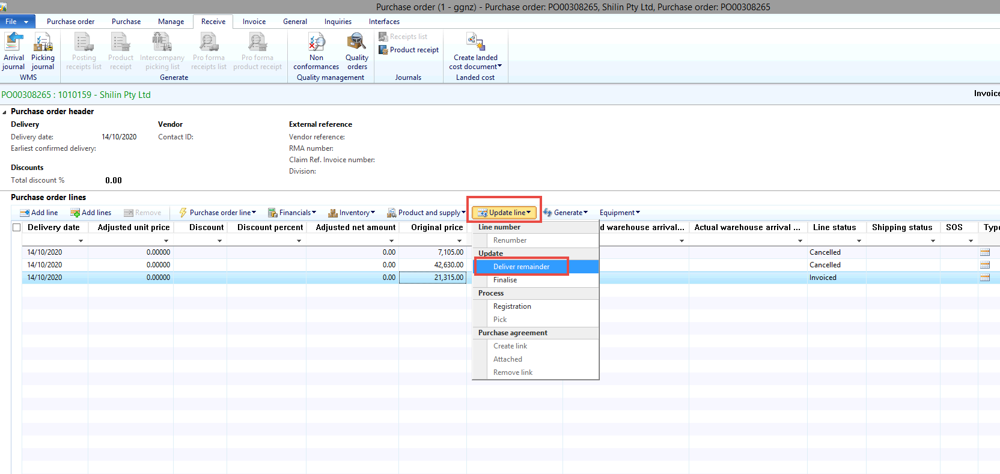 Purchase order (1 - ggnz) - Purchase order: PO00308265, Shilin Pty Ltd, Purchase order: PO00308265
File Purchase order Purchase Manage Receive Invoice General Inquiries Interfaces
Arrival journal Picking journal Posting receipts list Product receipt Intercompany picking list Pro forma receipts list Pro forma product receipt Non conformances Quality orders Receipts list Product receipt Create landed cost document
WMS Generate Quality management Journals Landed cost
PO00308265 : 1010159 - Shilin Pty Ltd Invoice
Purchase order header
Delivery Vendor External reference
Delivery date: 14/10/2020 Contact ID: Vendor reference:
Earliest confirmed delivery: RMA number:
Claim Ref. Invoice number:
Discounts Division:
Total discount % 0.00
Purchase order lines
Add line Add lines Remove Purchase order line Financials Inventory Product and supply Update line Generate Equipment
Delivery date Adjusted unit price Discount Discount percent Adjusted net amount Original price d warehouse arrival... Actual warehouse arrival ... Line status Shipping status SOS Type
14/10/2020 0.00000 0.00 7,105.00 Cancelled
14/10/2020 0.00000 0.00 42,630.00 Cancelled
14/10/2020 0.00000 0.00 21,315.00 Invoiced
Line number
Renumber
Update
Deliver remainder
Finalise
Process
Registration
Pick
Purchase agreement
Create link
Attached
Remove link